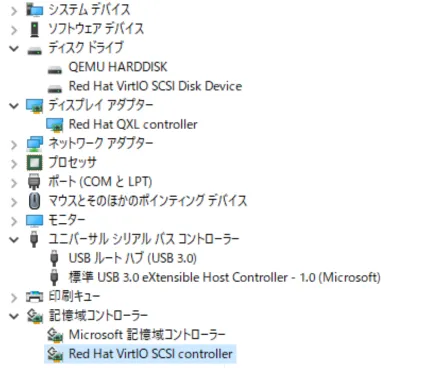 システム デバイス
ソフトウェア デバイス
ディスク ドライブ
QEMU HARDDISK
Red Hat VirtIO SCSI Disk Device
ディスプレイ アダプター
Red Hat QXL controller
ネットワーク アダプター
プロセッサ
ポート (COM と LPT)
マウスとそのほかのポインティング デバイス
モニター
ユニバーサル シリアル バス コントローラー
USB ルート ハブ (USB 3.0)
標準 USB 3.0 eXtensible Host Controller - 1.0 (Microsoft)
印刷キュー
記憶域コントローラー
Microsoft 記憶域コントローラー
Red Hat VirtIO SCSI controller